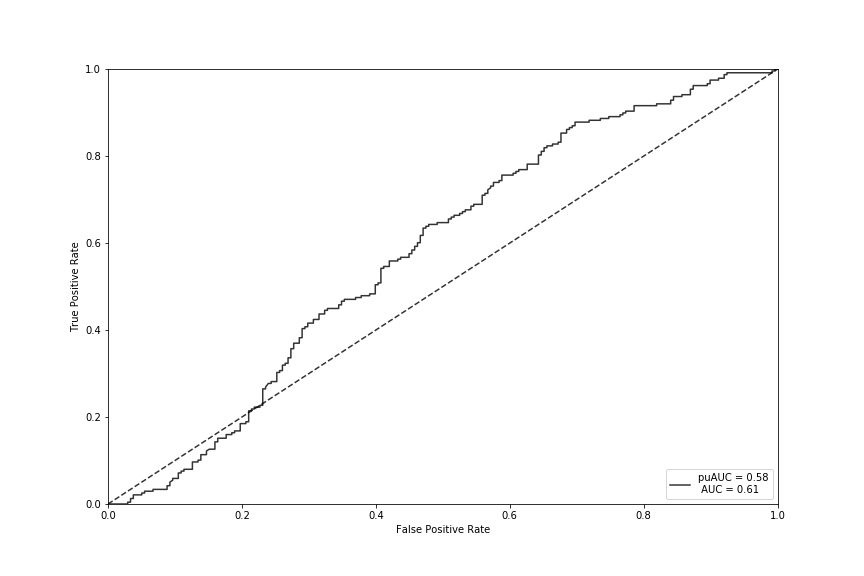 1.0
0.8
0.6
0.4
0.2
0.0
True Positive Rate
puAUC = 0.58
AUC = 0.61
0.0 0.2 0.4 0.6 0.8 1.0
False Positive Rate